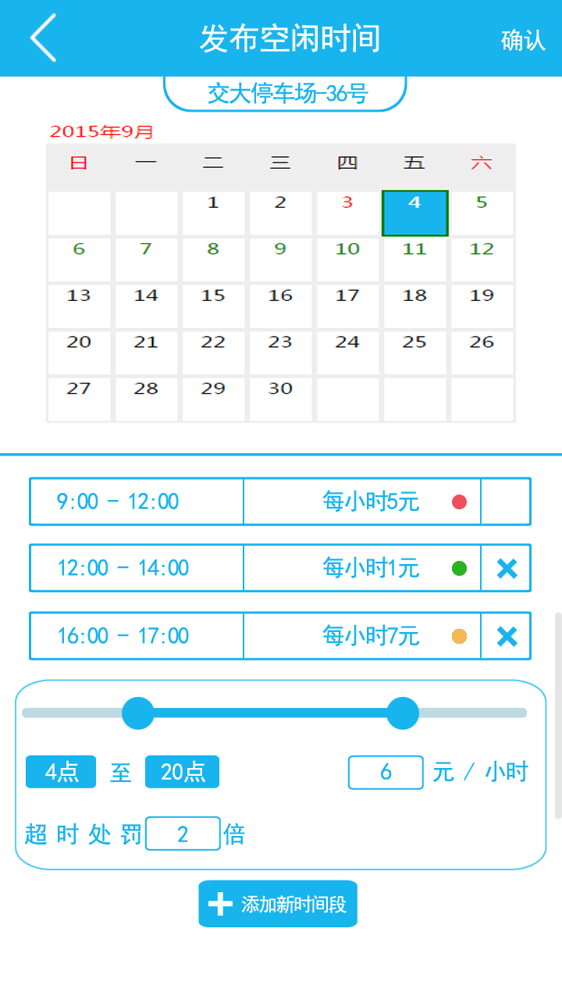 发布空闲时间 确认
交大停车场-36号
2015年9月
日 一 二 三 四 五 六
1 2 3 4 5
6 7 8 9 10 11 12
13 14 15 16 17 18 19
20 21 22 23 24 25 26
27 28 29 30
9:00 - 12:00 每小时5元
12:00 - 14:00 每小时1元
16:00 - 17:00 每小时7元
4点 至 20点 6 元 / 小时
超时处罚 2 倍
添加新时间段